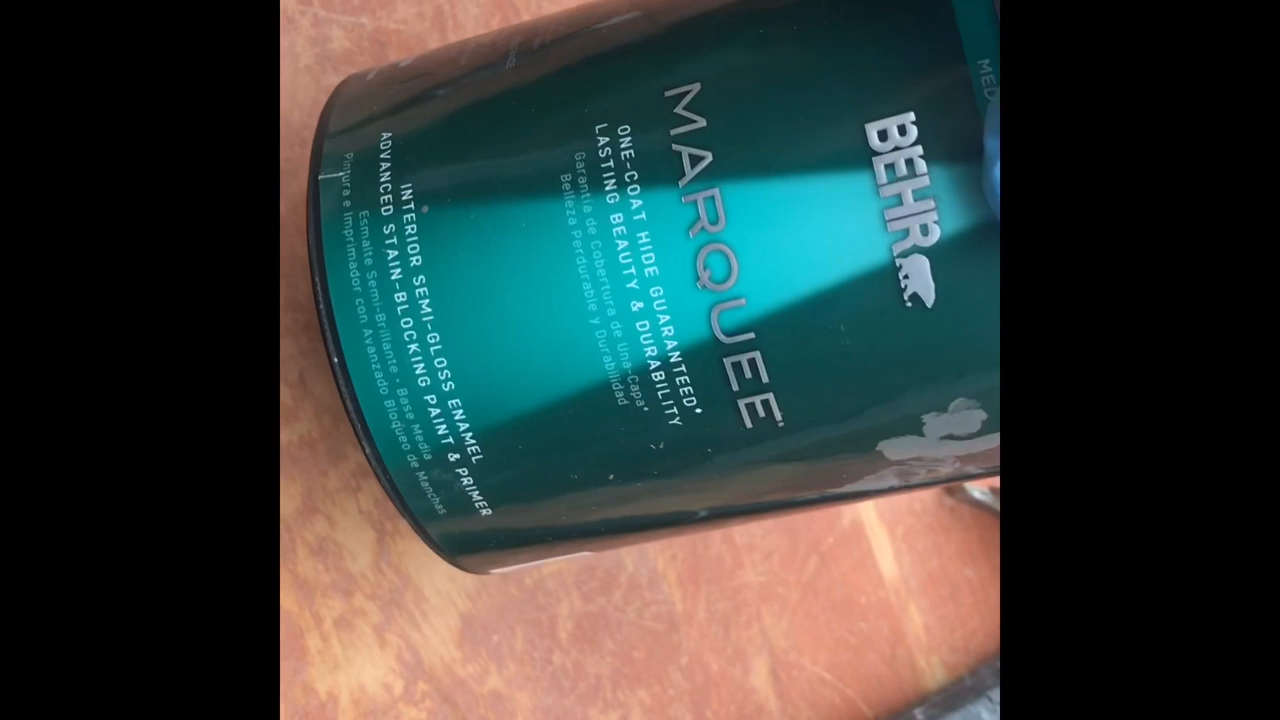 MED
BEHR
MARQUEE
ONE-COAT HIDE GUARANTEED*
LASTING BEAUTY & DURABILITY
Garantía de Cobertura de Una-Capa*
Belleza Perdurable y Durabilidad
INTERIOR SEMI-GLOSS ENAMEL
ADVANCED STAIN-BLOCKING PAINT & PRIMER
Esmalte Semi-Brillante • Base Media
Pintura e Imprimador con Avanzado Bloqueo de Manchas